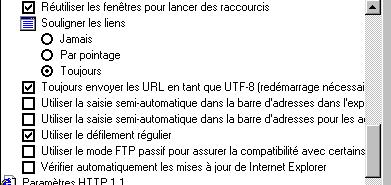 Réutiliser les fenêtres pour lancer des raccourcis
Souligner les liens
Jamais
Par pointage
Toujours
Toujours envoyer les URL en tant que UTF-8 (redémarrage nécessai
Utiliser la saisie semi-automatique dans la barre d'adresses dans l'exp
Utiliser la saisie semi-automatique dans la barre d'adresses pour les
Utiliser le défilement régulier
Utiliser le mode FTP passif pour assurer la compatibilité avec certains
Vérifier automatiquement les mises à jour de Internet Explorer
Paramètres HTTP 1.1